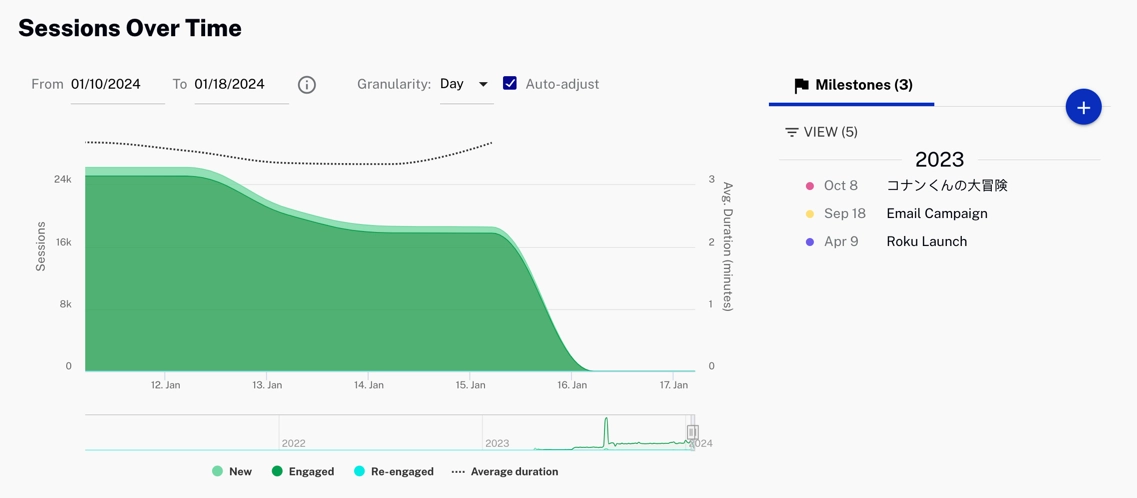 Sessions Over Time
From 01/10/2024 To 01/18/2024
Granularity: Day Auto-adjust
Milestones (3)
VIEW (5)
2023
Oct 8 コナンくんの大冒険
Sep 18 Email Campaign
Apr 9 Roku Launch
Sessions
24k
16k
8k
0
3
2
1
0
Avg. Duration (minutes)
12. Jan 13. Jan 14. Jan 15. Jan 16. Jan 17. Jan
2022 2023 2024
New Engaged Re-engaged Average duration